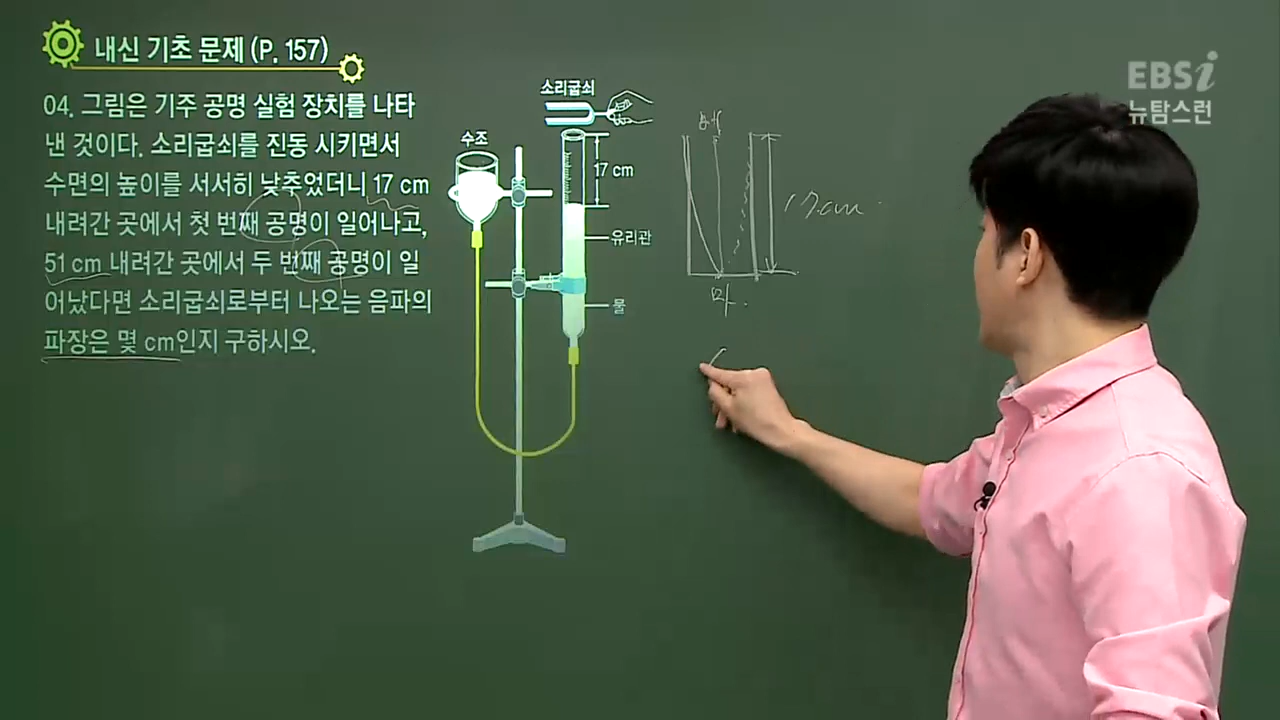 내신 기초 문제 (P. 157)
04. 그림은 기주 공명 실험 장치를 나타
낸 것이다. 소리굽쇠를 진동 시키면서
수면의 높이를 서서히 낮추었더니 17 cm
내려간 곳에서 첫 번째 공명이 일어나고,
51 cm 내려간 곳에서 두 번째 공명이 일
어났다면 소리굽쇠로부터 나오는 음파의
파장은 몇 cm인지 구하시오.
소리굽쇠
수조
17 cm
유리관
물
배
17cm
마.
EBSi
뉴탐스런